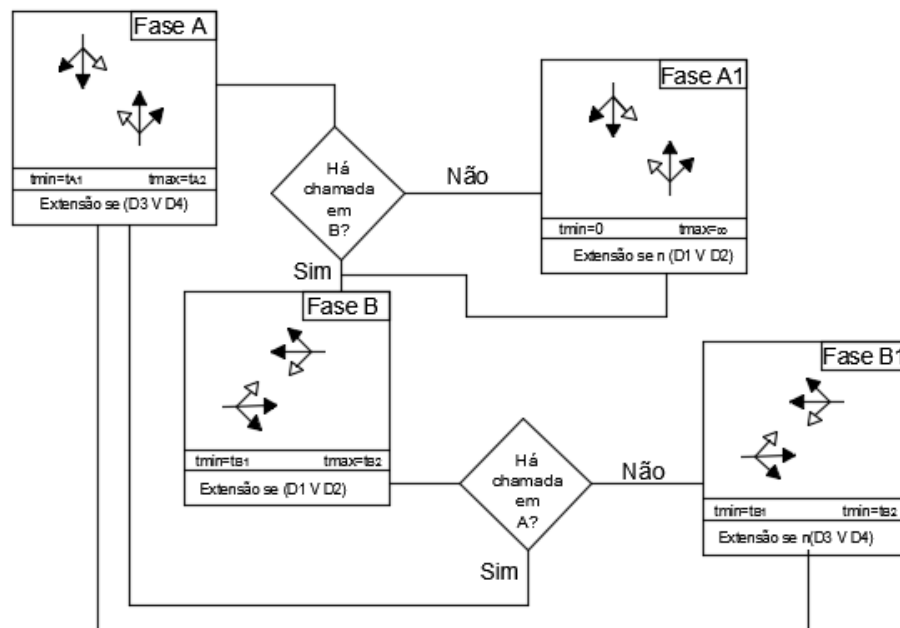 Fase A
tmin=tA1 tmax=tA2
Extensão se (D3 V D4)
Há
chamada
em
B?
Não
Sim
Fase A1
tmin=0 tmax=∞
Extensão se n (D1 V D2)
Fase B
tmin=tB1 tmax=tB2
Extensão se (D1 V D2)
Há
chamada
em
A?
Não
Sim
Fase B1
tmin=tB1 tmin=tB2
Extensão se n(D3 V D4)